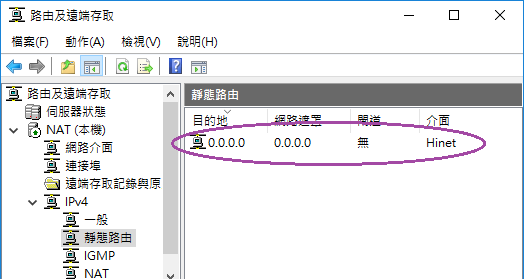 路由及遠端存取
檔案(F) 動作(A) 檢視(V) 說明(H)
路由及遠端存取
伺服器狀態
NAT (本機)
網路介面
連接埠
遠端存取記錄與原
IPv4
一般
靜態路由
IGMP
NAT
靜態路由
目的地 網路遮罩 閘道 介面
0.0.0.0 0.0.0.0 無 Hinet